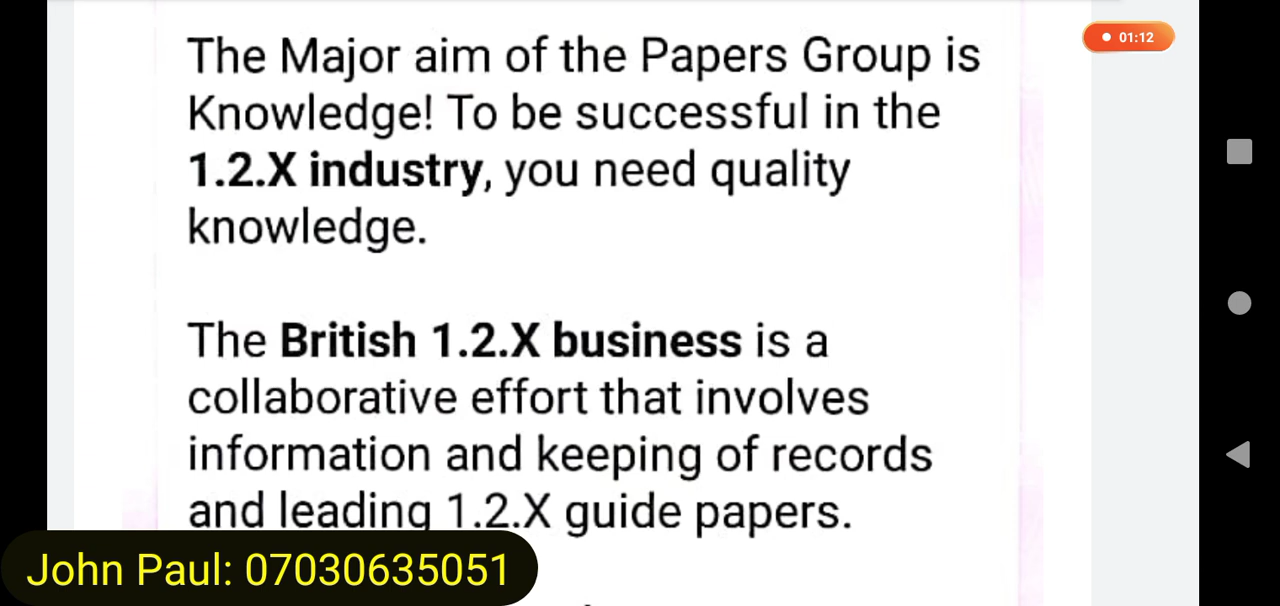 The Major aim of the Papers Group is
01:12
Knowledge! To be successful in the
1.2.X industry, you need quality
knowledge.
The British 1.2.X business is a
collaborative effort that involves
information and keeping of records
and leading 1.2.X guide papers.
John Paul: 07030635051